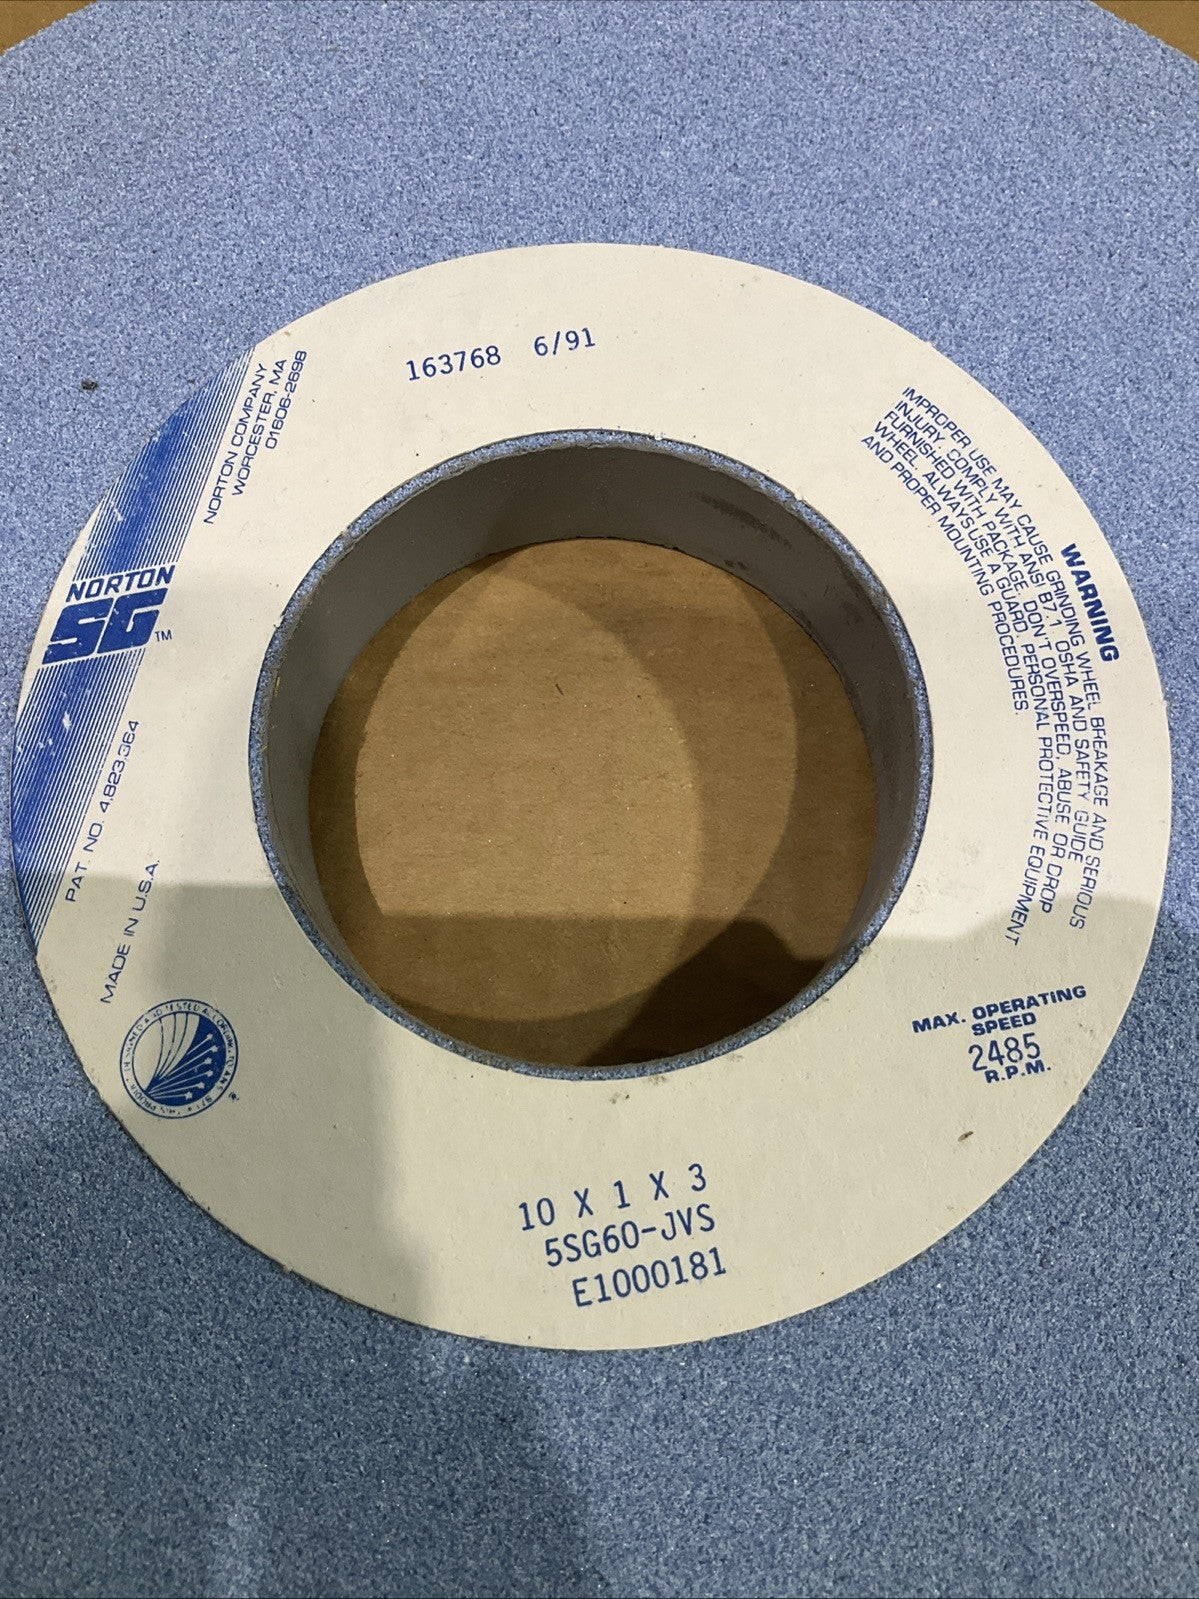 163768 6/91
NORTON COMPANY
WORCESTER, MA
01606-2698
NORTON
SG™
PAT. NO. 4,823,364
MADE IN U.S.A.
WARNING
IMPROPER USE MAY CAUSE GRINDING WHEEL BREAKAGE AND SERIOUS
INJURY. COMPLY WITH ANSI B7.1 OSHA AND SAFETY GUIDE
FURNISHED WITH PACKAGE. DON'T OVERSPEED, ABUSE OR DROP
WHEEL. ALWAYS USE A GUARD. PERSONAL PROTECTIVE EQUIPMENT
AND PROPER MOUNTING PROCEDURES.
MAX. OPERATING
SPEED
2485
R.P.M.
10 X 1 X 3
5SG60-JVS
E1000181